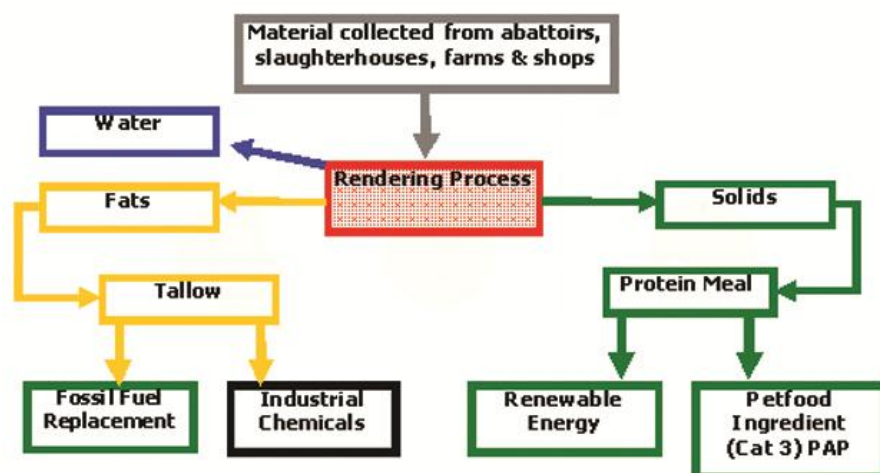 Material collected from abattoirs,
slaughterhouses, farms & shops
Water
Rendering Process
Fats
Solids
Tallow
Protein Meal
Fossil Fuel
Replacement
Industrial
Chemicals
Renewable
Energy
Petfood
Ingredient
(Cat 3) PAP